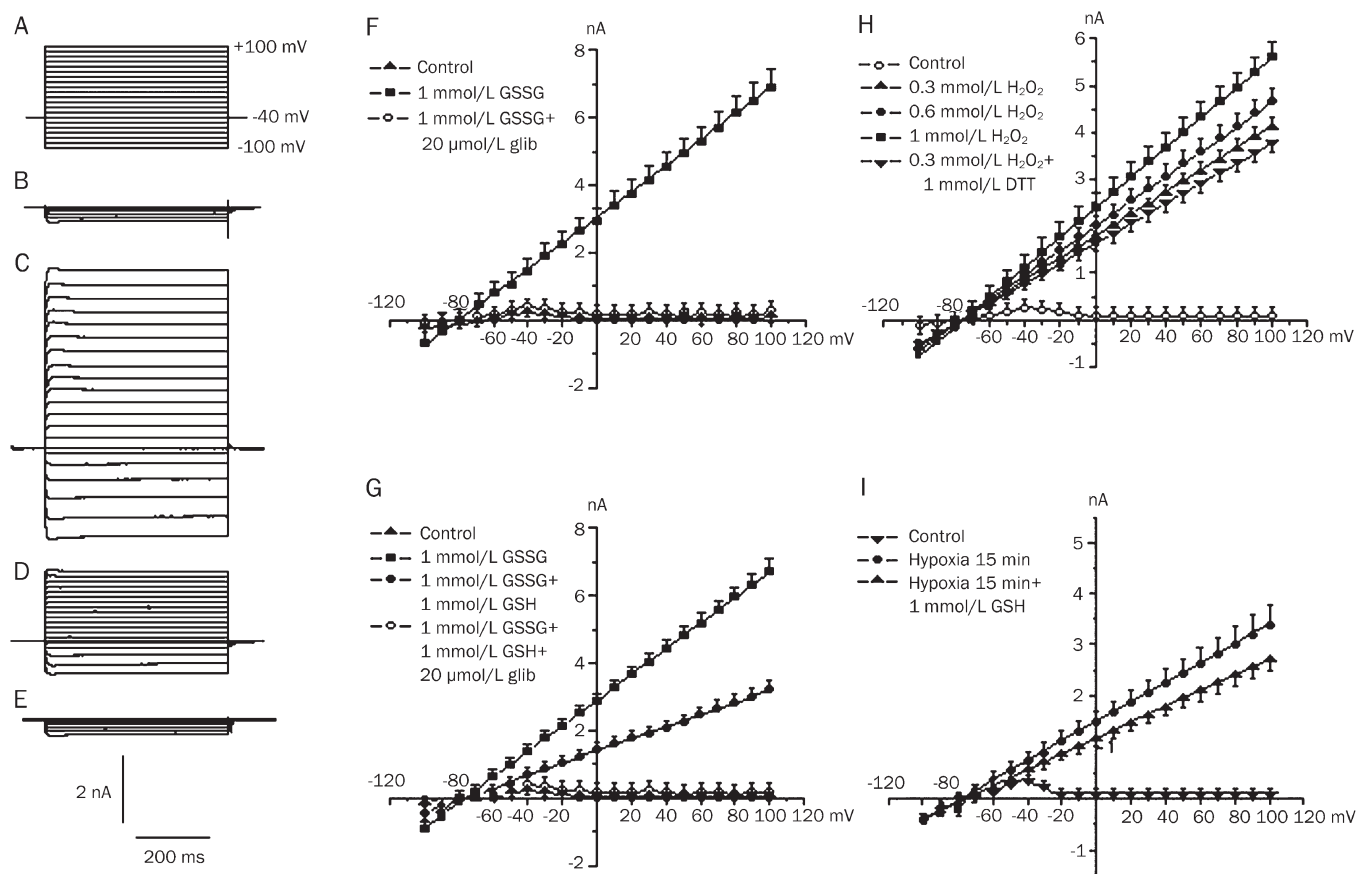 A
+100 mV
-40 mV
-100 mV
B
C
D
E
2 nA
200 ms
F
nA
Control
1 mmol/L GSSG
1 mmol/L GSSG+
20 µmol/L glib
8
6
4
2
-120
-80
-60
-40
-20
20
40
60
80
100
120 mV
-2
G
nA
Control
1 mmol/L GSSG
1 mmol/L GSSG+
1 mmol/L GSH
1 mmol/L GSSG+
1 mmol/L GSH+
20 µmol/L glib
8
6
4
2
-120
-80
-60
-40
-20
20
40
60
80
100
120 mV
-2
H
nA
Control
0.3 mmol/L H₂O₂
0.6 mmol/L H₂O₂
1 mmol/L H₂O₂
0.3 mmol/L H₂O₂+
1 mmol/L DTT
6
5
4
3
1
-120
-80
-60
-40
-20
20
40
60
80
100
120 mV
-1
I
nA
Control
Hypoxia 15 min
Hypoxia 15 min+
1 mmol/L GSH
5
4
3
2
-120
-80
-60
-40
-20
20
40
60
80
100
120 mV
-1